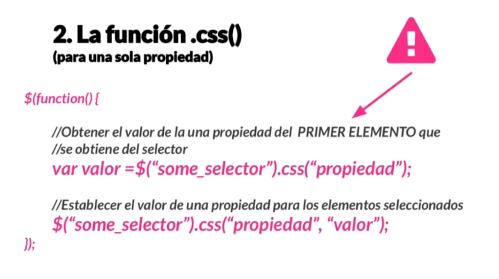 2. La función .css()
(para una sola propiedad)
!
$(function() {
//Obtener el valor de la una propiedad del PRIMER ELEMENTO que
//se obtiene del selector
var valor =$(“some_selector”).css(“propiedad”);
//Establecer el valor de una propiedad para los elementos seleccionados
$(“some_selector”).css(“propiedad”, “valor”);
});